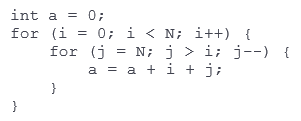 int a = 0;
for (i = 0; i < N; i++) {
    for (j = N; j > i; j--) {
        a = a + i + j;
    }
}